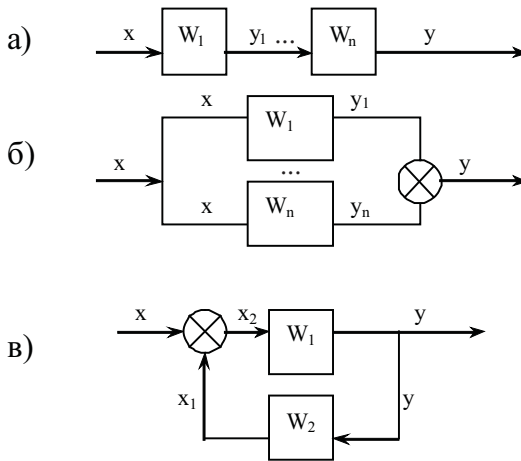 а) x W₁ y₁ ... Wₙ y
x W₁ y₁
б) x ... y
x Wₙ yₙ
в) x x₂ W₁ y
x₁ W₂ y